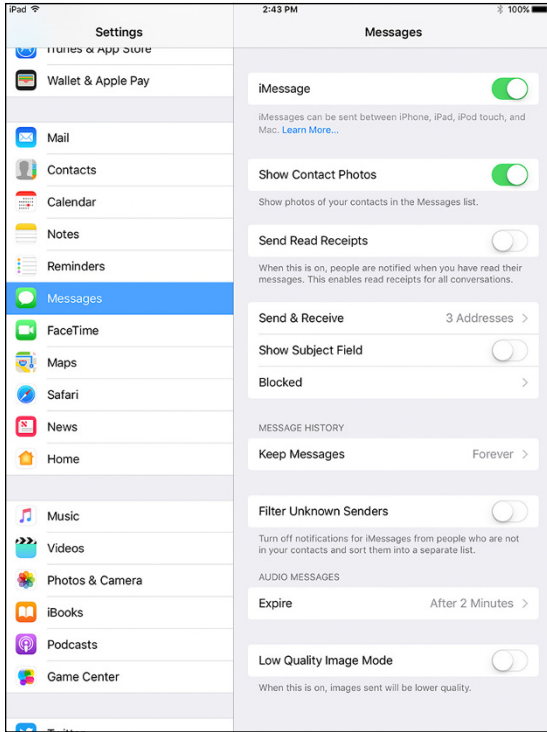 iPad
2:43 PM
100%
Settings
Messages
iTunes & App Store
Wallet & Apple Pay
Mail
Contacts
Calendar
Notes
Reminders
Messages
FaceTime
Maps
Safari
News
Home
Music
Videos
Photos & Camera
iBooks
Podcasts
Game Center
Twitter
iMessage
iMessages can be sent between iPhone, iPad, iPod touch, and
Mac. Learn More...
Show Contact Photos
Show photos of your contacts in the Messages list.
Send Read Receipts
When this is on, people are notified when you have read their
messages. This enables read receipts for all conversations.
Send & Receive 3 Addresses
Show Subject Field
Blocked
MESSAGE HISTORY
Keep Messages Forever
Filter Unknown Senders
Turn off notifications for iMessages from people who are not
in your contacts and sort them into a separate list.
AUDIO MESSAGES
Expire After 2 Minutes
Low Quality Image Mode
When this is on, images sent will be lower quality.